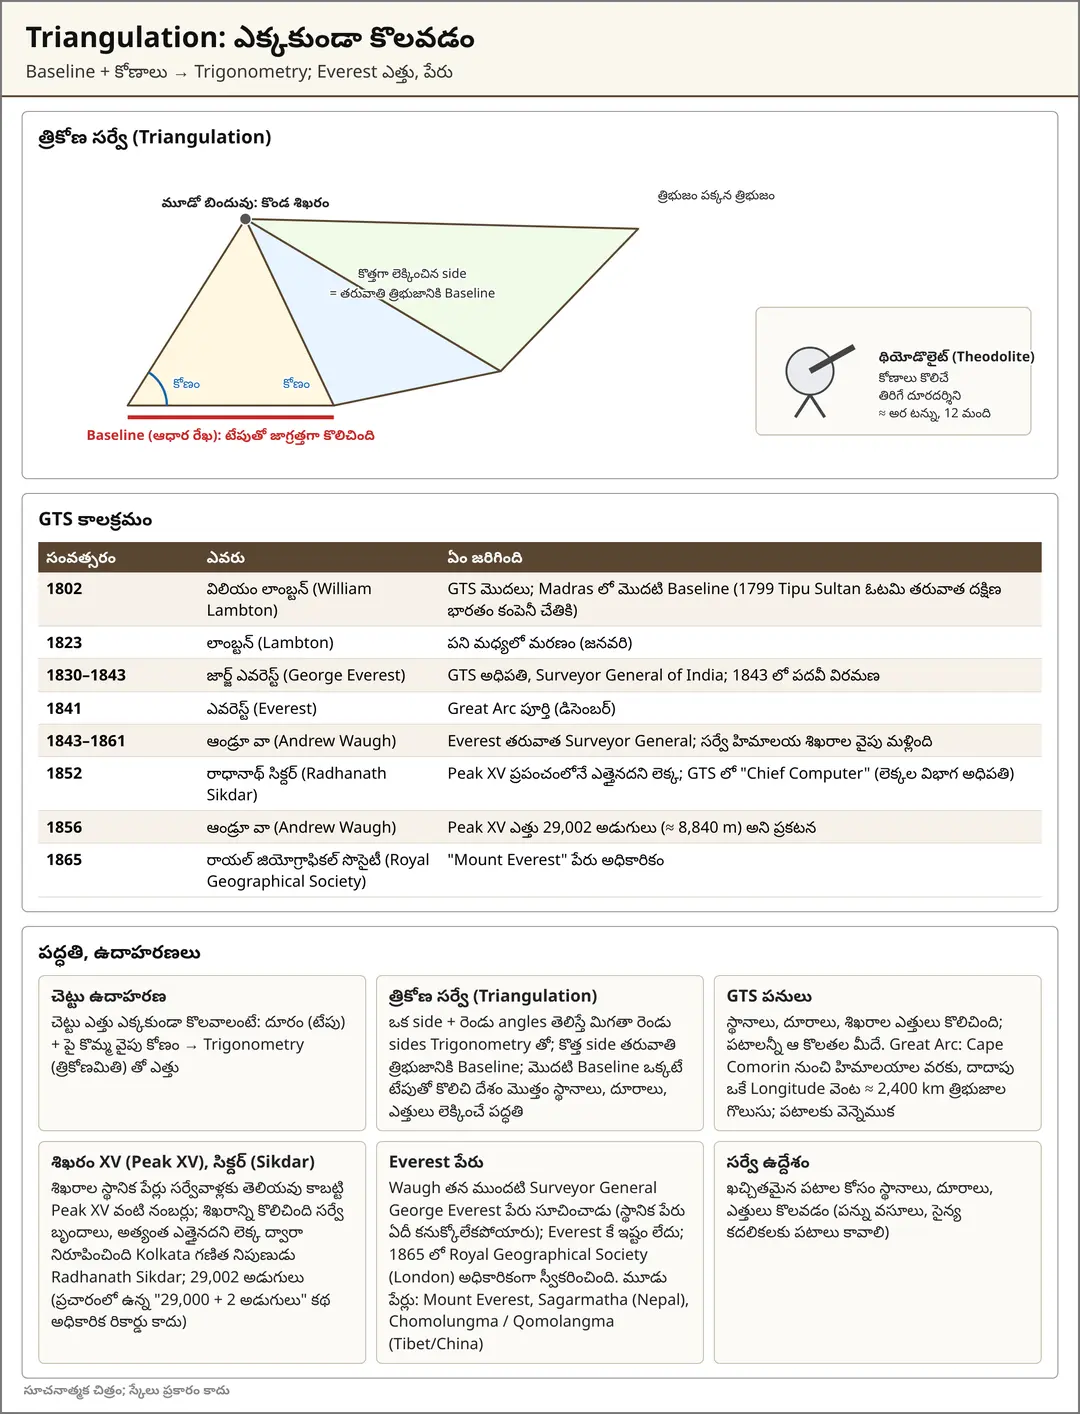 Triangulation: ఎక్కకుండా కొలవడం
Baseline + కోణాలు → Trigonometry; Everest ఎత్తు, పేరు
త్రికోణ సర్వే (Triangulation)
త్రిభుజం పక్కన త్రిభుజం
మూడో బిందువు: కొండ శిఖరం
కొత్తగా లెక్కించిన side
= తరువాతి త్రిభుజానికి Baseline
కోణం
కోణం
Baseline (ఆధార రేఖ): టేపుతో జాగ్రత్తగా కొలిచింది
థియోడొలైట్ (Theodolite)
కోణాలు కొలిచే
తిరిగే దూరదర్శిని
≈ అర టన్ను, 12 మంది
GTS కాలక్రమం
సంవత్సరం ఎవరు ఏం జరిగింది
1802 విలియం లాంబ్టన్ (William Lambton) GTS మొదలు; Madras లో మొదటి Baseline (1799 Tipu Sultan ఓటమి తరువాత దక్షిణ భారతం కంపెనీ చేతికి)
1823 లాంబ్టన్ (Lambton) పని మధ్యలో మరణం (జనవరి)
1830–1843 జార్జ్ ఎవరెస్ట్ (George Everest) GTS అధిపతి, Surveyor General of India; 1843 లో పదవీ విరమణ
1841 ఎవరెస్ట్ (Everest) Great Arc పూర్తి (డిసెంబర్)
1843–1861 ఆండ్రూ వా (Andrew Waugh) Everest తరువాత Surveyor General; సర్వే హిమాలయ శిఖరాల వైపు మళ్లింది
1852 రాధానాథ్ సిక్దర్ (Radhanath Sikdar) Peak XV ప్రపంచంలోనే ఎత్తైనదని లెక్క; GTS లో "Chief Computer" (లెక్కల విభాగ అధిపతి)
1856 ఆండ్రూ వా (Andrew Waugh) Peak XV ఎత్తు 29,002 అడుగులు (≈ 8,840 m) అని ప్రకటన
1865 రాయల్ జియోగ్రాఫికల్ సొసైటీ (Royal Geographical Society) "Mount Everest" పేరు అధికారికం
పద్ధతి, ఉదాహరణలు
చెట్టు ఉదాహరణ
చెట్టు ఎత్తు ఎక్కకుండా కొలవాలంటే: దూరం (టేపు)
+ పై కొమ్మ వైపు కోణం → Trigonometry
(త్రికోణమితి) తో ఎత్తు
త్రికోణ సర్వే (Triangulation)
ఒక side + రెండు angles తెలిస్తే మిగతా రెండు
sides Trigonometry తో; కొత్త side తరువాతి
త్రిభుజానికి Baseline; మొదటి Baseline ఒక్కటే
టేపుతో కొలిచి దేశం మొత్తం స్థానాలు, దూరాలు,
ఎత్తులు లెక్కించే పద్ధతి
GTS పనులు
స్థానాలు, దూరాలు, శిఖరాల ఎత్తులు కొలిచింది;
పటాలన్నీ ఆ కొలతల మీదే. Great Arc: Cape
Comorin నుంచి హిమాలయాల వరకు, దాదాపు
ఒకే Longitude వెంట ≈ 2,400 km త్రిభుజాల
గొలుసు; పటాలకు వెన్నెముక
శిఖరం XV (Peak XV), సిక్దర్ (Sikdar)
శిఖరాల స్థానిక పేర్లు సర్వేవాళ్లకు తెలియవు కాబట్టి
Peak XV వంటి నంబర్లు; శిఖరాన్ని కొలిచింది సర్వే
బృందాలు, అత్యంత ఎత్తైనదని లెక్క ద్వారా
నిరూపించింది Kolkata గణిత నిపుణుడు
Radhanath Sikdar; 29,002 అడుగులు
(ప్రచారంలో ఉన్న "29,000 + 2 అడుగులు" కథ
అధికారిక రికార్డు కాదు)
Everest పేరు
Waugh తన ముందటి Surveyor General
George Everest పేరు సూచించాడు (స్థానిక పేరు
ఏదీ కనుక్కోలేకపోయారు); Everest కే ఇష్టం లేదు;
1865 లో Royal Geographical Society
(London) అధికారికంగా స్వీకరించింది. మూడు
పేర్లు: Mount Everest, Sagarmatha (Nepal),
Chomolungma / Qomolangma
(Tibet/China)
సర్వే ఉద్దేశం
ఖచ్చితమైన పటాల కోసం స్థానాలు, దూరాలు,
ఎత్తులు కొలవడం (పన్ను వసూలు, సైన్య
కదలికలకు పటాలు కావాలి)
సూచనాత్మక చిత్రం; స్కేలు ప్రకారం కాదు